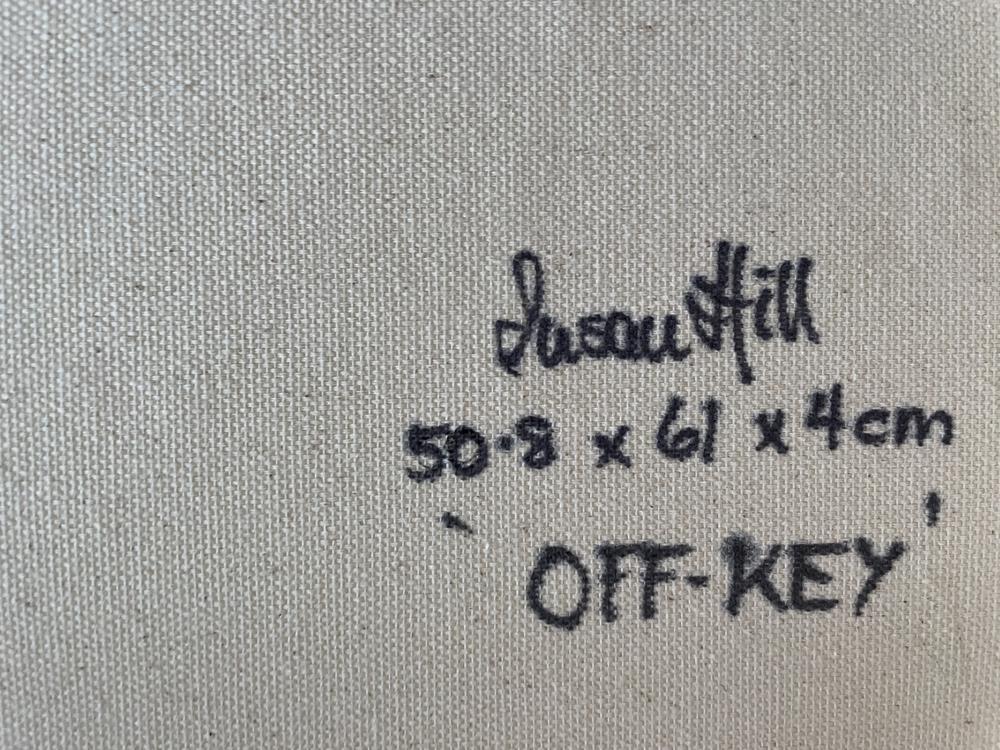 Susan Hill
50.8 x 61 x 4cm
'OFF-KEY'